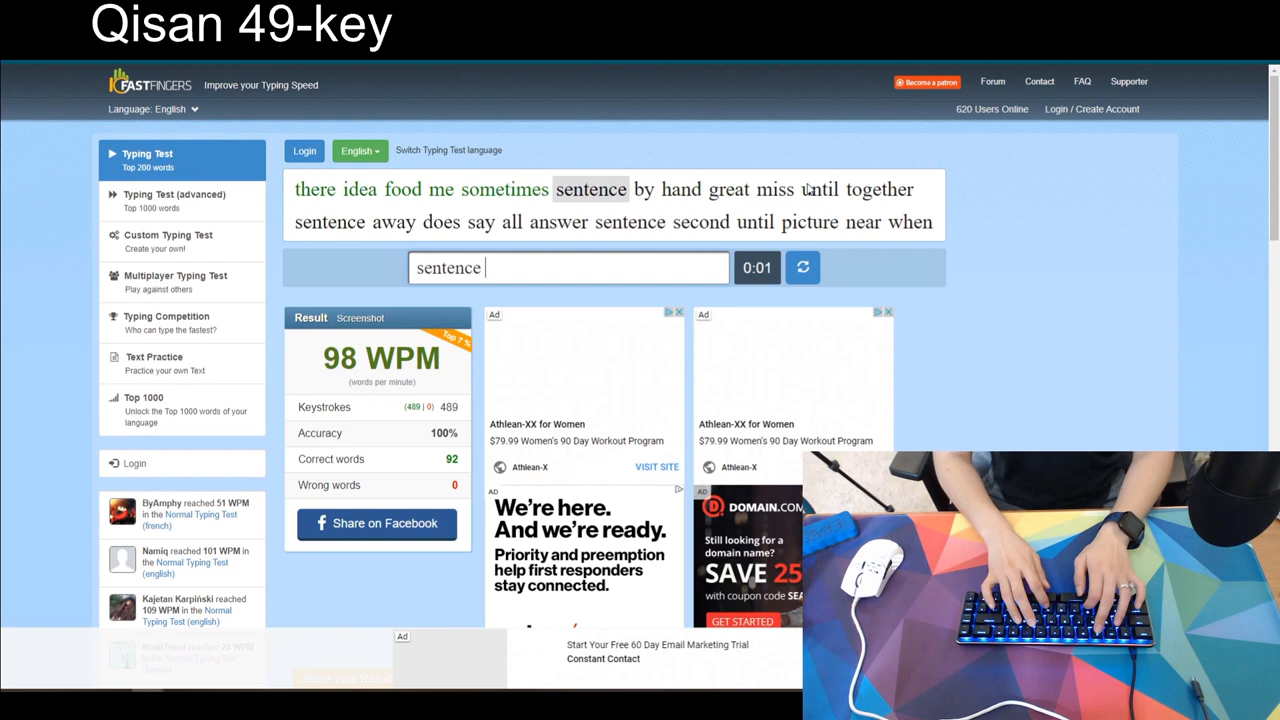 Qisan 49-key
FASTFINGERS
Improve your Typing Speed
Become a patron
Forum
Contact
FAQ
Supporter
Language: English
620 Users Online
Login / Create Account
Typing Test
Top 200 words
Typing Test (advanced)
Top 1000 words
Custom Typing Test
Create your own!
Multiplayer Typing Test
Play against others
Typing Competition
Who can type the fastest?
Text Practice
Practice your own Text
Top 1000
Unlock the Top 1000 words of your
language
Login
ByAmphy reached 51 WPM
in the Normal Typing Test
(french)
Namiq reached 101 WPM in
the Normal Typing Test
(english)
Kajetan Karpiński reached
109 WPM in the Normal
Typing Test (english)
Login
English
Switch Typing Test language
there idea food me sometimes sentence by hand great miss until together
sentence away does say all answer sentence second until picture near when
sentence
0:01
Result
Screenshot
Top 7 %
98 WPM
(words per minute)
Keystrokes
(489 | 0) 489
Accuracy
100%
Correct words
92
Wrong words
0
Share on Facebook
Share your Result
Ad
Athlean-XX for Women
$79.99 Women's 90 Day Workout Program
Athlean-X
VISIT SITE
Ad
Athlean-XX for Women
$79.99 Women's 90 Day Workout Program
Athlean-X
AD
We're here.
And we're ready.
Priority and preemption
help first responders
stay connected.
AD
DOMAIN.CO
Still looking for a
domain name?
SAVE 25
with coupon code SEA
GET STARTED
Ad
Start Your Free 60 Day Email Marketing Trial
Constant Contact